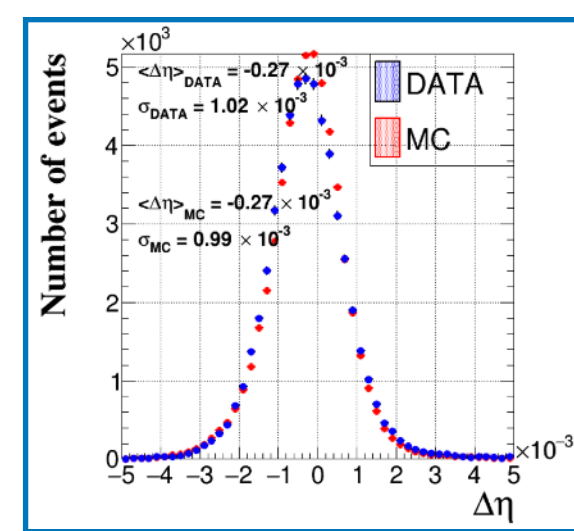 ×10³
Number of events
5
4
3
2
1
0
<Δη>DATA = -0.27 × 10⁻³
σDATA = 1.02 × 10⁻³
<Δη>MC = -0.27 × 10⁻³
σMC = 0.99 × 10⁻³
DATA
MC
−5 −4 −3 −2 −1 0 1 2 3 4 5
×10⁻³
Δη